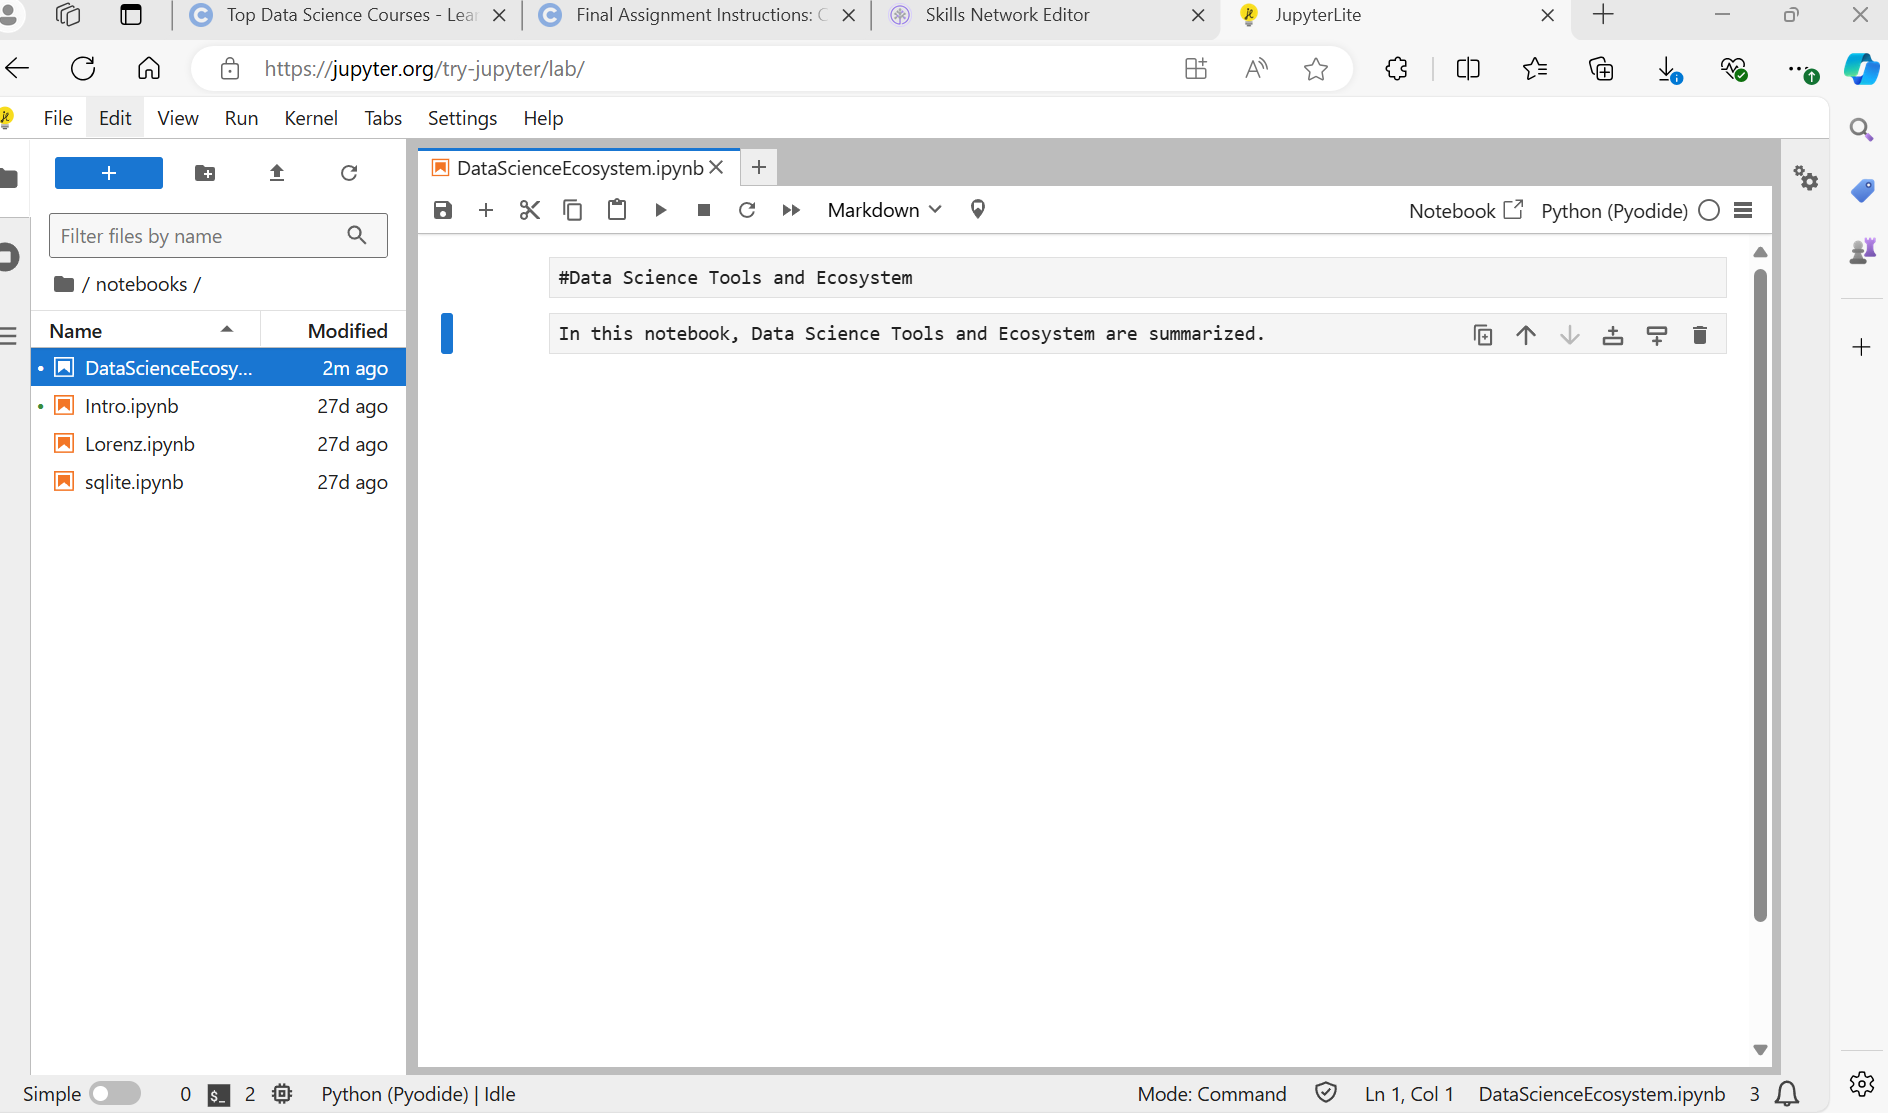 Top Data Science Courses - Lear
Final Assignment Instructions: C
Skills Network Editor
JupyterLite
https://jupyter.org/try-jupyter/lab/
File Edit View Run Kernel Tabs Settings Help
DataScienceEcosystem.ipynb
Markdown
Notebook
Python (Pyodide)
Filter files by name
/ notebooks /
Name Modified
DataScienceEcosy... 2m ago
Intro.ipynb 27d ago
Lorenz.ipynb 27d ago
sqlite.ipynb 27d ago
#Data Science Tools and Ecosystem
In this notebook, Data Science Tools and Ecosystem are summarized.
Simple 0 $_ 2 Python (Pyodide) | Idle Mode: Command Ln 1, Col 1 DataScienceEcosystem.ipynb 3